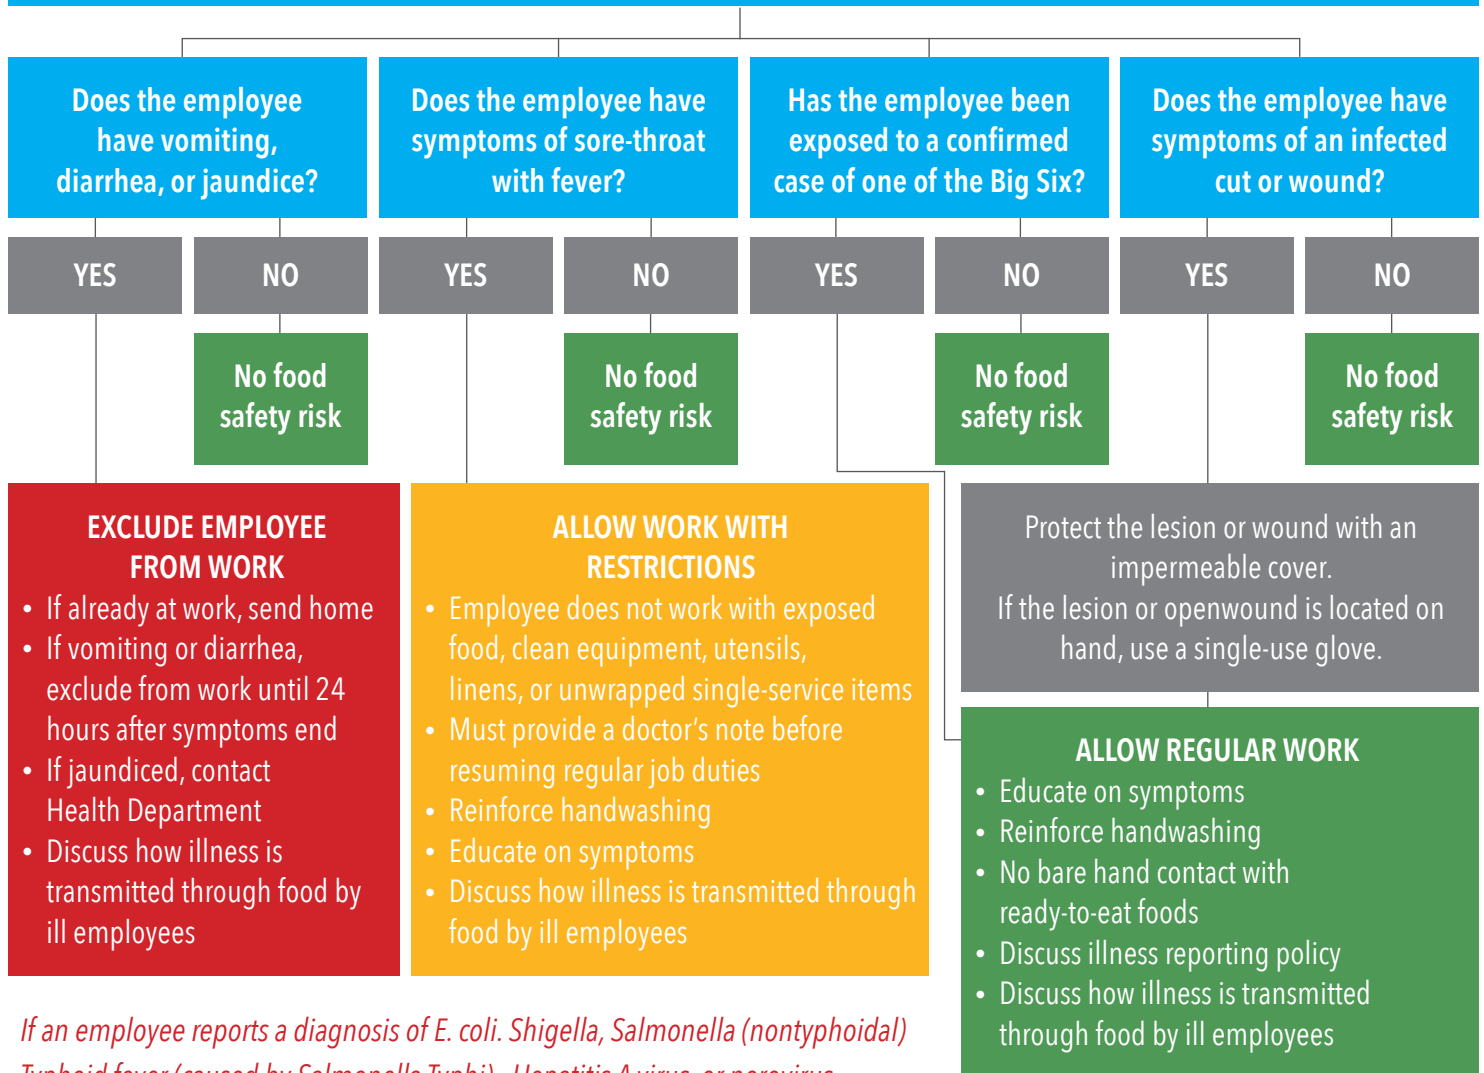 Does the employee
have vomiting,
diarrhea, or jaundice?
Does the employee have
symptoms of sore-throat
with fever?
Has the employee been
exposed to a confirmed
case of one of the Big Six?
Does the employee have
symptoms of an infected
cut or wound?
YES
NO
YES
NO
YES
NO
YES
NO
No food
safety risk
No food
safety risk
No food
safety risk
No food
safety risk
EXCLUDE EMPLOYEE
FROM WORK
• If already at work, send home
• If vomiting or diarrhea,
exclude from work until 24
hours after symptoms end
• If jaundiced, contact
Health Department
• Discuss how illness is
transmitted through food by
ill employees
ALLOW WORK WITH
RESTRICTIONS
• Employee does not work with exposed
food, clean equipment, utensils,
linens, or unwrapped single-service items
• Must provide a doctor's note before
resuming regular job duties
• Reinforce handwashing
• Educate on symptoms
• Discuss how illness is transmitted through
food by ill employees
Protect the lesion or wound with an
impermeable cover.
If the lesion or openwound is located on
hand, use a single-use glove.
ALLOW REGULAR WORK
• Educate on symptoms
• Reinforce handwashing
• No bare hand contact with
ready-to-eat foods
• Discuss illness reporting policy
• Discuss how illness is transmitted
through food by ill employees
If an employee reports a diagnosis of E. coli. Shigella, Salmonella (nontyphoidal)
Typhoid fever (caused by Salmonella Typhi), Hepatitis A virus, or norovirus